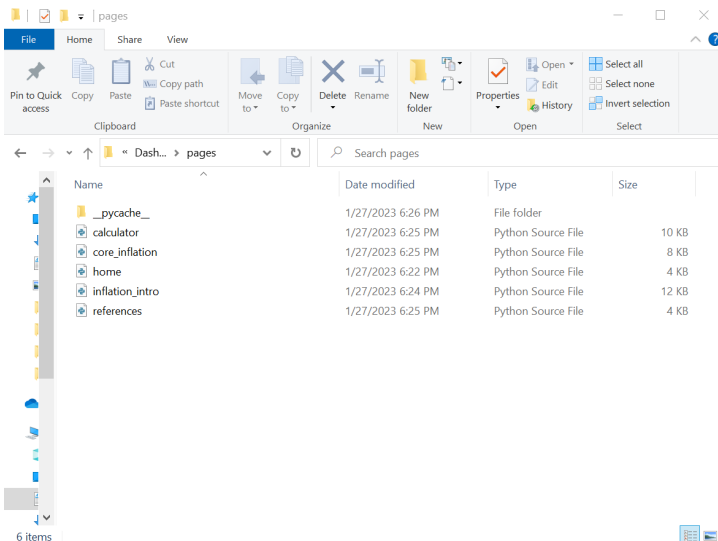 pages
File Home Share View
Pin to Quick access
Copy
Paste
Cut
Copy path
Paste shortcut
Clipboard
Move to
Copy to
Delete
Rename
Organize
New folder
New
Properties
Open
Edit
History
Open
Select all
Select none
Invert selection
Select
« Dash... > pages
Search pages
Name Date modified Type Size
__pycache__ 1/27/2023 6:26 PM File folder
calculator 1/27/2023 6:25 PM Python Source File 10 KB
core_inflation 1/27/2023 6:25 PM Python Source File 8 KB
home 1/27/2023 6:22 PM Python Source File 4 KB
inflation_intro 1/27/2023 6:24 PM Python Source File 12 KB
references 1/27/2023 6:25 PM Python Source File 4 KB
6 items